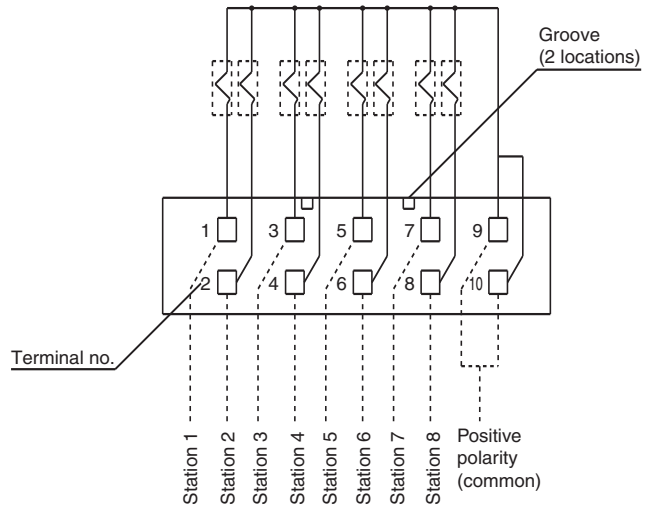 Groove
(2 locations)
1 3 5 7 9
2 4 6 8 10
Terminal no.
Station 1
Station 2
Station 3
Station 4
Station 5
Station 6
Station 7
Station 8
Positive
polarity
(common)